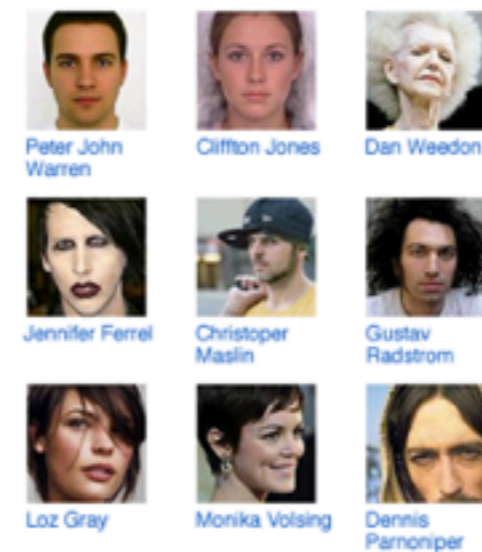 Peter John
Warren
Cliffton Jones
Dan Weedon
Jennifer Ferrel
Christoper
Maslin
Gustav
Radstrom
Loz Gray
Monika Volsing
Dennis
Parnoniper